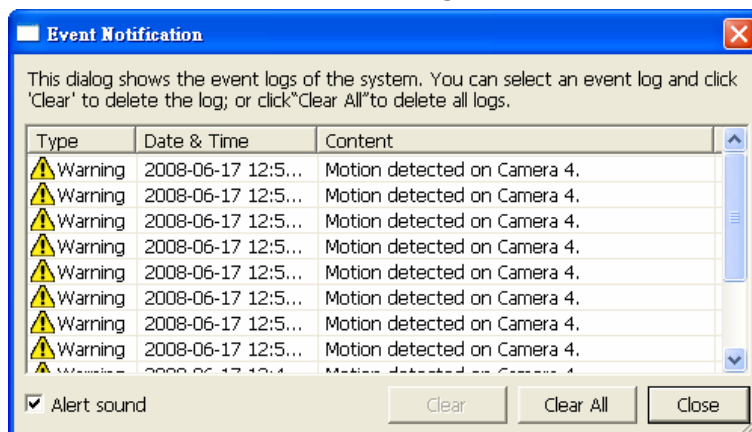 Event Notification
This dialog shows the event logs of the system. You can select an event log and click
'Clear' to delete the log; or click"Clear All"to delete all logs.
Type Date & Time Content
Warning 2008-06-17 12:5... Motion detected on Camera 4.
Warning 2008-06-17 12:5... Motion detected on Camera 4.
Warning 2008-06-17 12:5... Motion detected on Camera 4.
Warning 2008-06-17 12:5... Motion detected on Camera 4.
Warning 2008-06-17 12:5... Motion detected on Camera 4.
Warning 2008-06-17 12:5... Motion detected on Camera 4.
Warning 2008-06-17 12:5... Motion detected on Camera 4.
Warning 2008-06-17 12:5... Motion detected on Camera 4.
Alert sound Clear Clear All Close